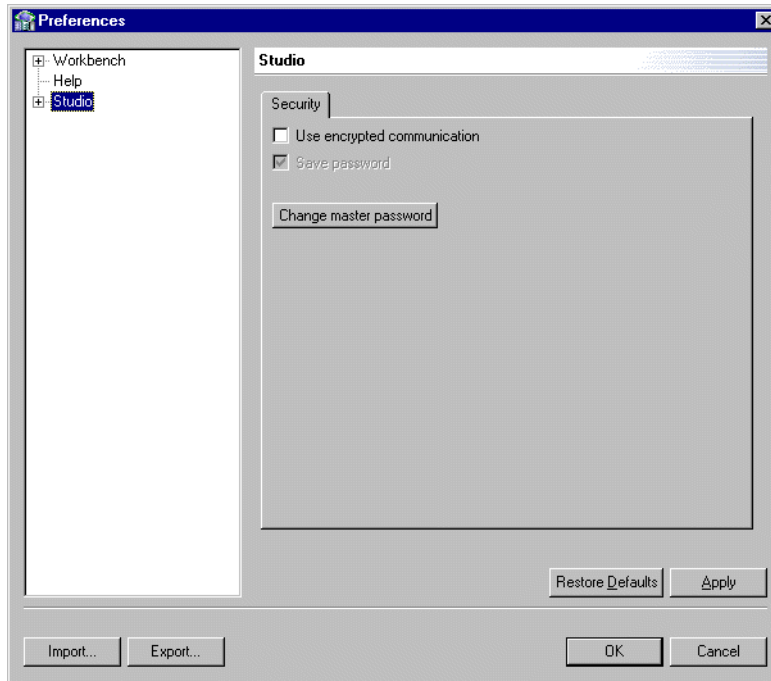 Preferences
Workbench
Help
Studio
Studio
Security
Use encrypted communication
Save password
Change master password
Restore Defaults
Apply
Import...
Export...
OK
Cancel